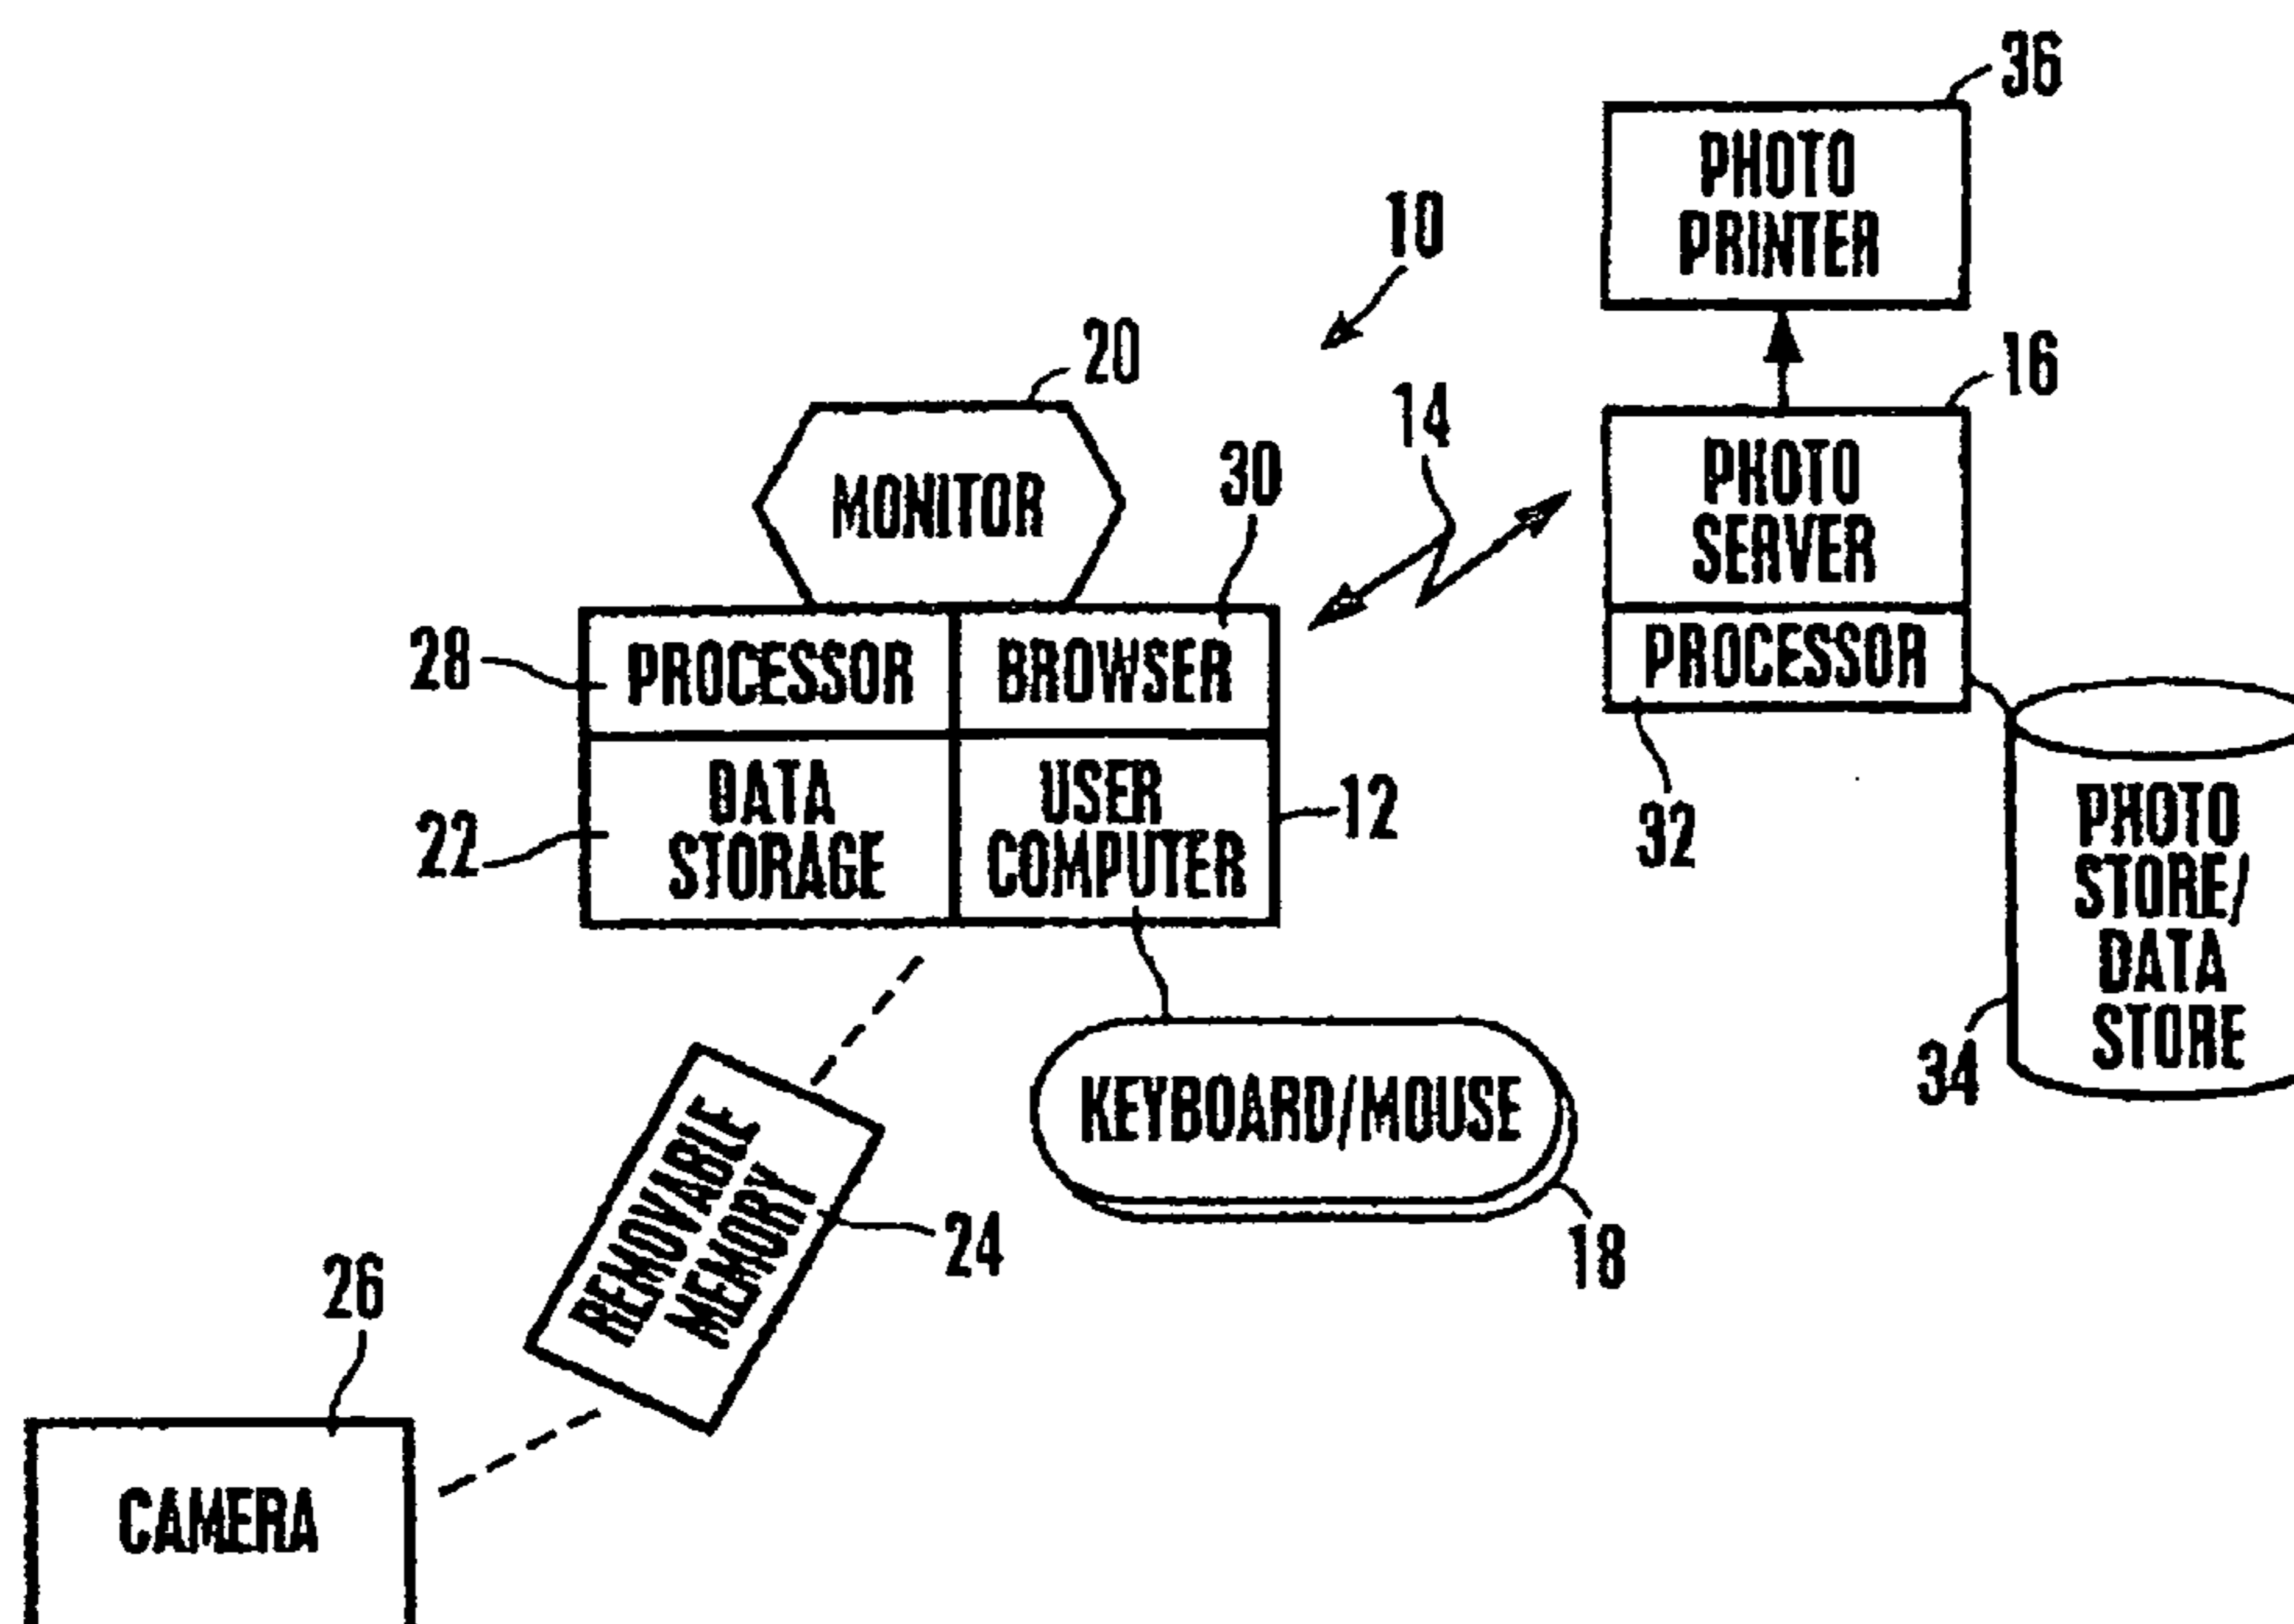 36
PHOTO
PRINTER
10
20
16
14
30
MONITOR
PHOTO
SERVER
28
PROCESSOR
BROWSER
PROCESSOR
22
DATA
STORAGE
USER
COMPUTER
12
32
PHOTO
STORE/
DATA
STORE
34
KEYBOARD/MOUSE
18
REMOVABLE
MEMORY
24
26
CAMERA